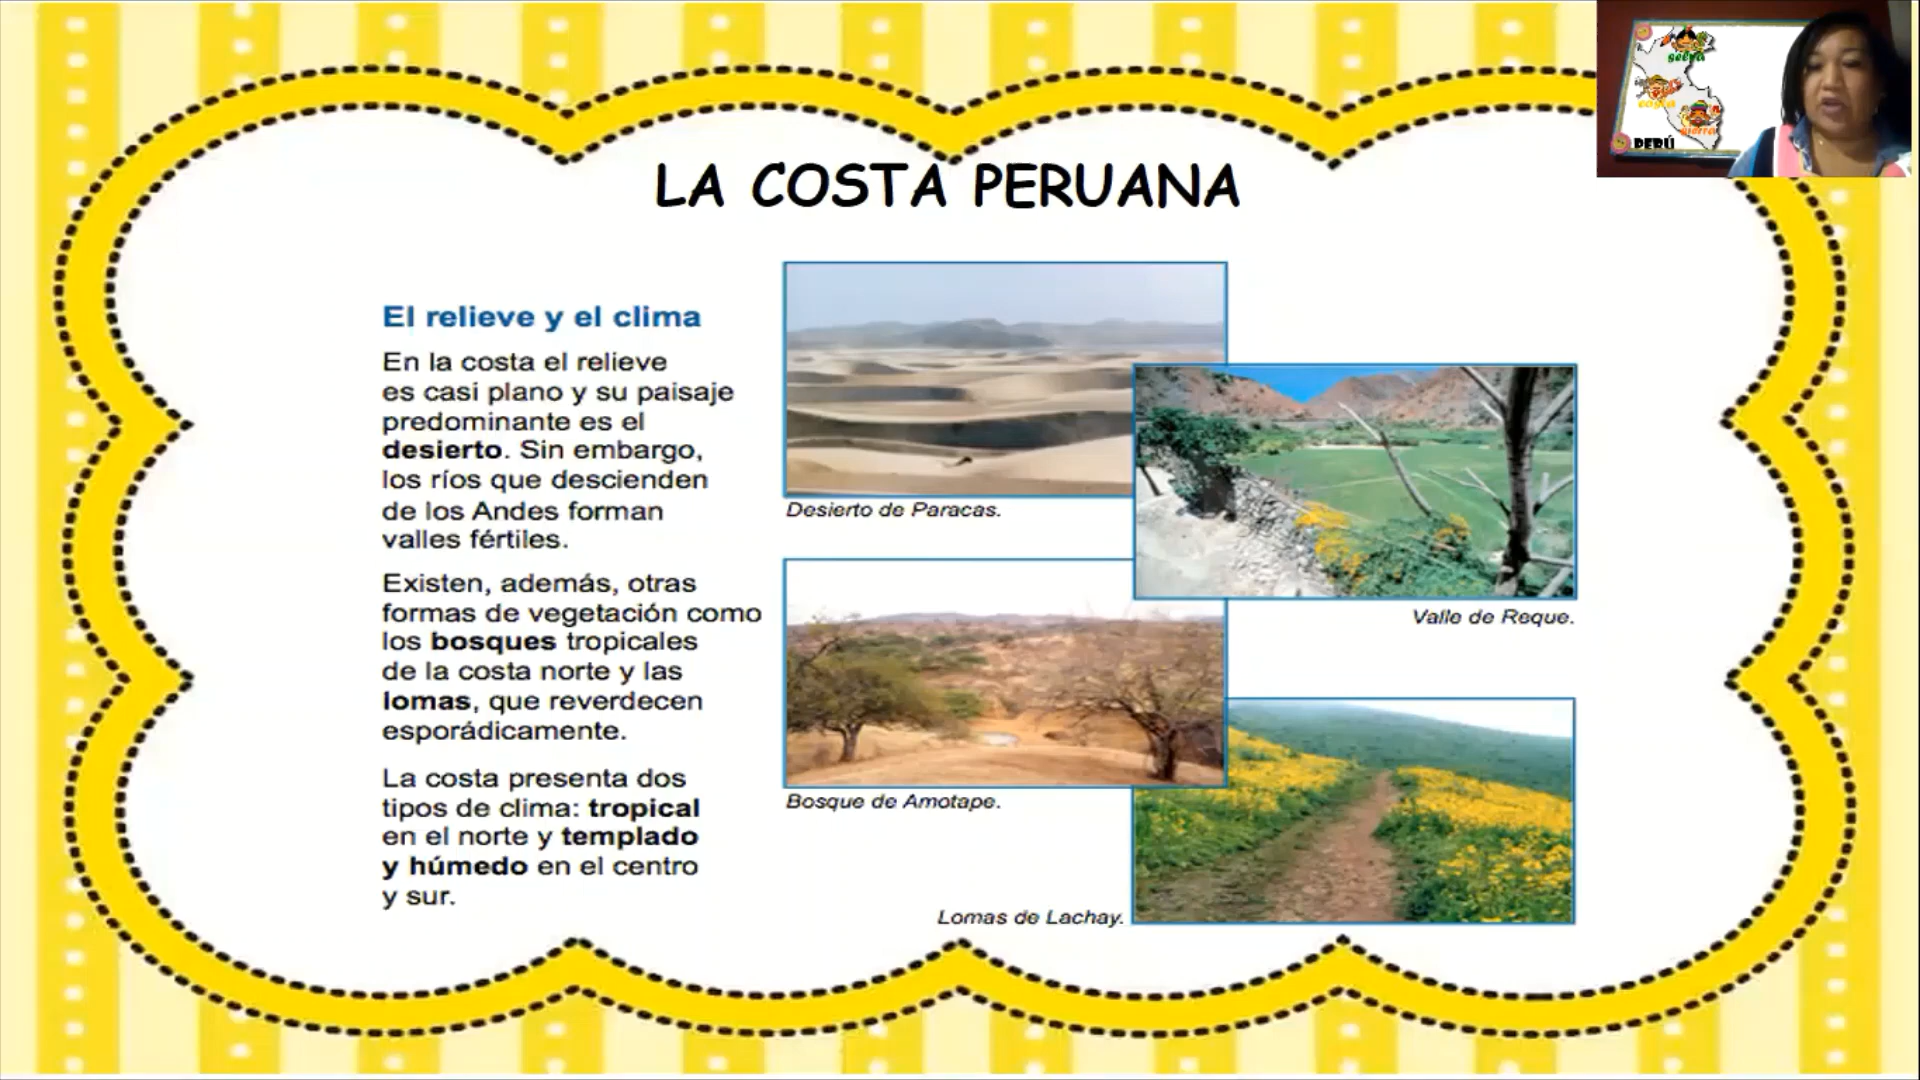 LA COSTA PERUANA
El relieve y el clima
En la costa el relieve
es casi plano y su paisaje
predominante es el
desierto. Sin embargo,
los ríos que descienden
de los Andes forman
valles fértiles.
Existen, además, otras
formas de vegetación como
los bosques tropicales
de la costa norte y las
lomas, que reverdecen
esporádicamente.
La costa presenta dos
tipos de clima: tropical
en el norte y templado
y húmedo en el centro
y sur.
Desierto de Paracas.
Valle de Reque.
Bosque de Amotape.
Lomas de Lachay.
selva
costa
sierra
PERÚ